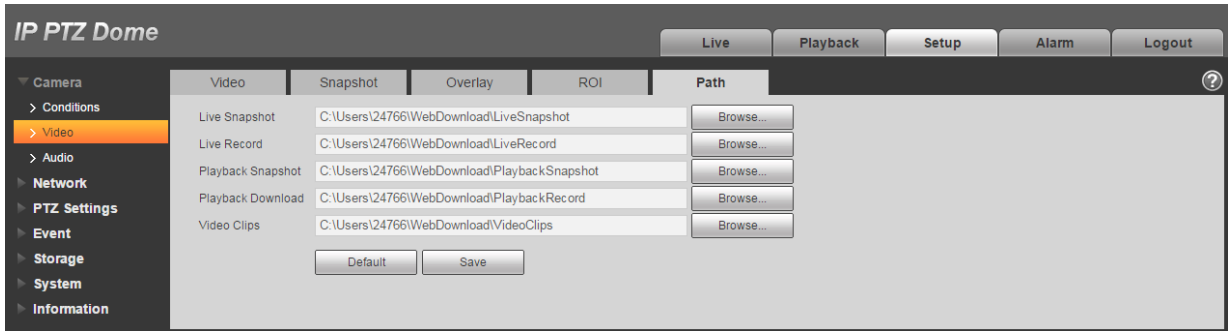 IP PTZ Dome
Live Playback Setup Alarm Logout
Camera
Conditions
Video
Audio
Network
PTZ Settings
Event
Storage
System
Information
Video Snapshot Overlay ROI Path ?
Live Snapshot C:\Users\24766\WebDownload\LiveSnapshot Browse...
Live Record C:\Users\24766\WebDownload\LiveRecord Browse...
Playback Snapshot C:\Users\24766\WebDownload\PlaybackSnapshot Browse...
Playback Download C:\Users\24766\WebDownload\PlaybackRecord Browse...
Video Clips C:\Users\24766\WebDownload\VideoClips Browse...
Default Save